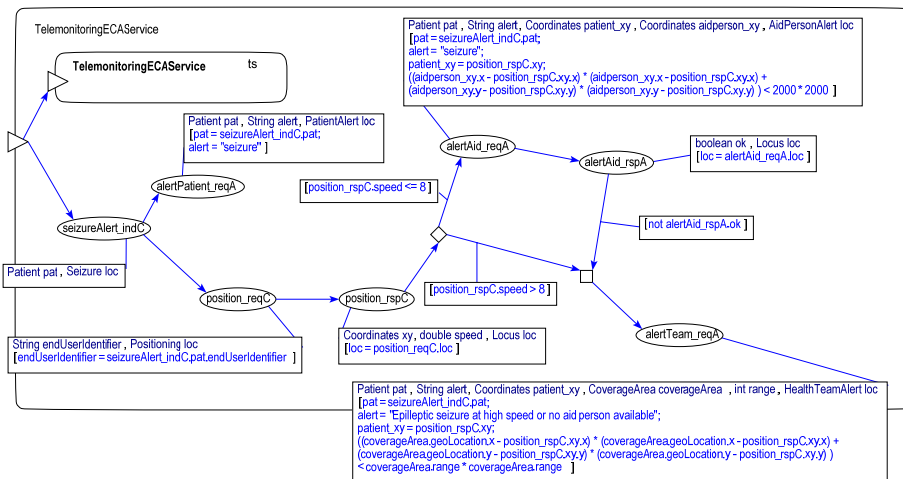 TelemonitoringECAService
TelemonitoringECAService ts
Patient pat , String alert, Coordinates patient_xy , Coordinates aidperson_xy, AidPersonAlert loc
[pat = seizureAlert_indC.pat;
alert = "seizure";
patient_xy = position_rspC.xy;
((aidperson_xy.x - position_rspC.xy.x) * (aidperson_xy.x - position_rspC.xy.x) +
(aidperson_xy.y - position_rspC.xy.y) * (aidperson_xy.y - position_rspC.xy.y) ) < 2000 * 2000 ]
Patient pat , String alert, PatientAlert loc
[pat = seizureAlert_indC.pat;
alert = "seizure" ]
alertPatient_reqA
alertAid_reqA
alertAid_rspA
boolean ok , Locus loc
[loc = alertAid_reqA.loc]
[position_rspC.speed <= 8]
seizureAlert_indC
[not alertAid_rspA.ok ]
Patient pat , Seizure loc
position_reqC
position_rspC
[position_rspC.speed > 8]
alertTeam_reqA
String endUserIdentifier , Positioning loc
[endUserIdentifier = seizureAlert_indC.pat.endUserIdentifier ]
Coordinates xy, double speed , Locus loc
[loc = position_reqC.loc]
Patient pat , String alert, Coordinates patient_xy , CoverageArea coverageArea , int range , HealthTeamAlert loc
[pat = seizureAlert_indC.pat;
alert = "Epilleptic seizure at high speed or no aid person available";
patient_xy = position_rspC.xy;
((coverageArea.geoLocation.x - position_rspC.xy.x) * (coverageArea.geoLocation.x - position_rspC.xy.x) +
(coverageArea.geoLocation.y - position_rspC.xy.y) * (coverageArea.geoLocation.y - position_rspC.xy.y) )
< coverageArea.range * coverageArea.range ]